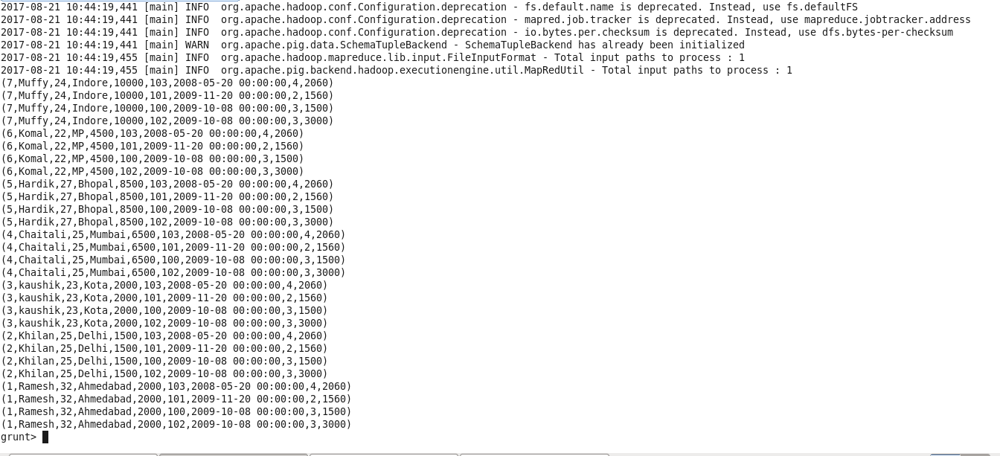 2017-08-21 10:44:19,441 [main] INFO  org.apache.hadoop.conf.Configuration.deprecation - fs.default.name is deprecated. Instead, use fs.defaultFS
2017-08-21 10:44:19,441 [main] INFO  org.apache.hadoop.conf.Configuration.deprecation - mapred.job.tracker is deprecated. Instead, use mapreduce.jobtracker.address
2017-08-21 10:44:19,441 [main] INFO  org.apache.hadoop.conf.Configuration.deprecation - io.bytes.per.checksum is deprecated. Instead, use dfs.bytes-per-checksum
2017-08-21 10:44:19,441 [main] WARN  org.apache.pig.data.SchemaTupleBackend - SchemaTupleBackend has already been initialized
2017-08-21 10:44:19,455 [main] INFO  org.apache.hadoop.mapreduce.lib.input.FileInputFormat - Total input paths to process : 1
2017-08-21 10:44:19,455 [main] INFO  org.apache.pig.backend.hadoop.executionengine.util.MapRedUtil - Total input paths to process : 1
(7,Muffy,24,Indore,10000,103,2008-05-20 00:00:00,4,2060)
(7,Muffy,24,Indore,10000,101,2009-11-20 00:00:00,2,1560)
(7,Muffy,24,Indore,10000,100,2009-10-08 00:00:00,3,1500)
(7,Muffy,24,Indore,10000,102,2009-10-08 00:00:00,3,3000)
(6,Komal,22,MP,4500,103,2008-05-20 00:00:00,4,2060)
(6,Komal,22,MP,4500,101,2009-11-20 00:00:00,2,1560)
(6,Komal,22,MP,4500,100,2009-10-08 00:00:00,3,1500)
(6,Komal,22,MP,4500,102,2009-10-08 00:00:00,3,3000)
(5,Hardik,27,Bhopal,8500,103,2008-05-20 00:00:00,4,2060)
(5,Hardik,27,Bhopal,8500,101,2009-11-20 00:00:00,2,1560)
(5,Hardik,27,Bhopal,8500,100,2009-10-08 00:00:00,3,1500)
(5,Hardik,27,Bhopal,8500,102,2009-10-08 00:00:00,3,3000)
(4,Chaitali,25,Mumbai,6500,103,2008-05-20 00:00:00,4,2060)
(4,Chaitali,25,Mumbai,6500,101,2009-11-20 00:00:00,2,1560)
(4,Chaitali,25,Mumbai,6500,100,2009-10-08 00:00:00,3,1500)
(4,Chaitali,25,Mumbai,6500,102,2009-10-08 00:00:00,3,3000)
(3,kaushik,23,Kota,2000,103,2008-05-20 00:00:00,4,2060)
(3,kaushik,23,Kota,2000,101,2009-11-20 00:00:00,2,1560)
(3,kaushik,23,Kota,2000,100,2009-10-08 00:00:00,3,1500)
(3,kaushik,23,Kota,2000,102,2009-10-08 00:00:00,3,3000)
(2,Khilan,25,Delhi,1500,103,2008-05-20 00:00:00,4,2060)
(2,Khilan,25,Delhi,1500,101,2009-11-20 00:00:00,2,1560)
(2,Khilan,25,Delhi,1500,100,2009-10-08 00:00:00,3,1500)
(2,Khilan,25,Delhi,1500,102,2009-10-08 00:00:00,3,3000)
(1,Ramesh,32,Ahmedabad,2000,103,2008-05-20 00:00:00,4,2060)
(1,Ramesh,32,Ahmedabad,2000,101,2009-11-20 00:00:00,2,1560)
(1,Ramesh,32,Ahmedabad,2000,100,2009-10-08 00:00:00,3,1500)
(1,Ramesh,32,Ahmedabad,2000,102,2009-10-08 00:00:00,3,3000)
grunt>